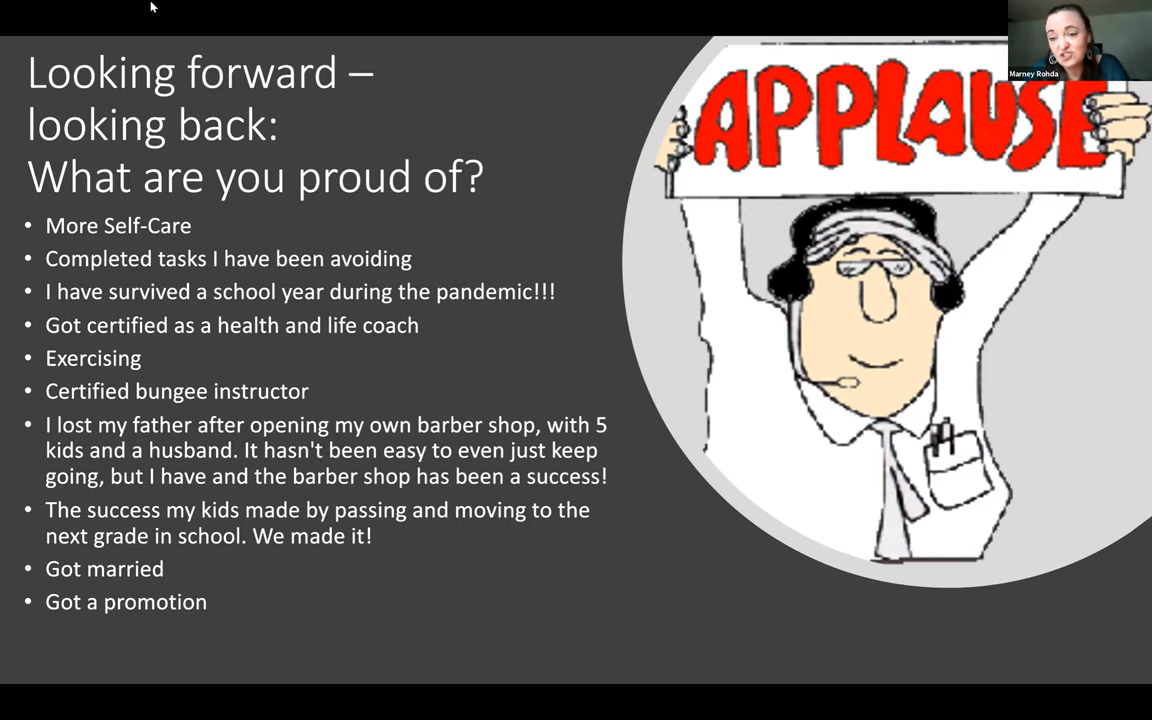 Looking forward –
looking back:
What are you proud of?
• More Self-Care
• Completed tasks I have been avoiding
• I have survived a school year during the pandemic!!!
• Got certified as a health and life coach
• Exercising
• Certified bungee instructor
• I lost my father after opening my own barber shop, with 5
kids and a husband. It hasn't been easy to even just keep
going, but I have and the barber shop has been a success!
• The success my kids made by passing and moving to the
next grade in school. We made it!
• Got married
• Got a promotion
APPLAUSE
Marney Rohda